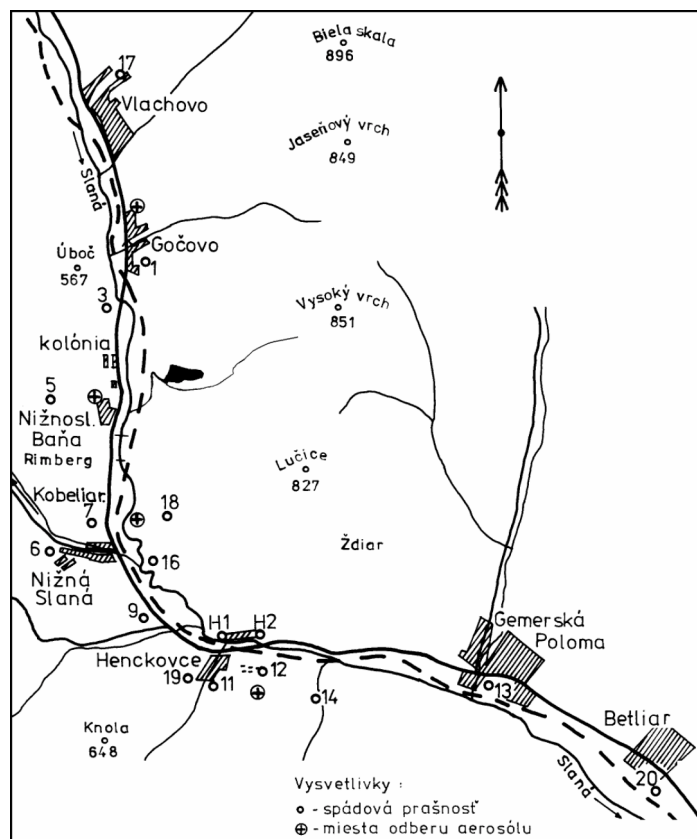 Biela skala
896
17
Vlachovo
Jaseňový vrch
849
Slaná
Gočovo
1
Úboč
567
3
Vysoký vrch
851
kolónia
5
Nižnosl.
Baňa
Rimberg
Lučice
827
Kobeliar.
7
18
Ždiar
6
16
Nižná
Slaná
9
H1
H2
Gemerská
Poloma
Henckovce
19
11
12
13
14
Betliar
Knola
648
20
Slaná
Vysvetlivky :
- spádová prašnosť
- miesta odberu aerosólu